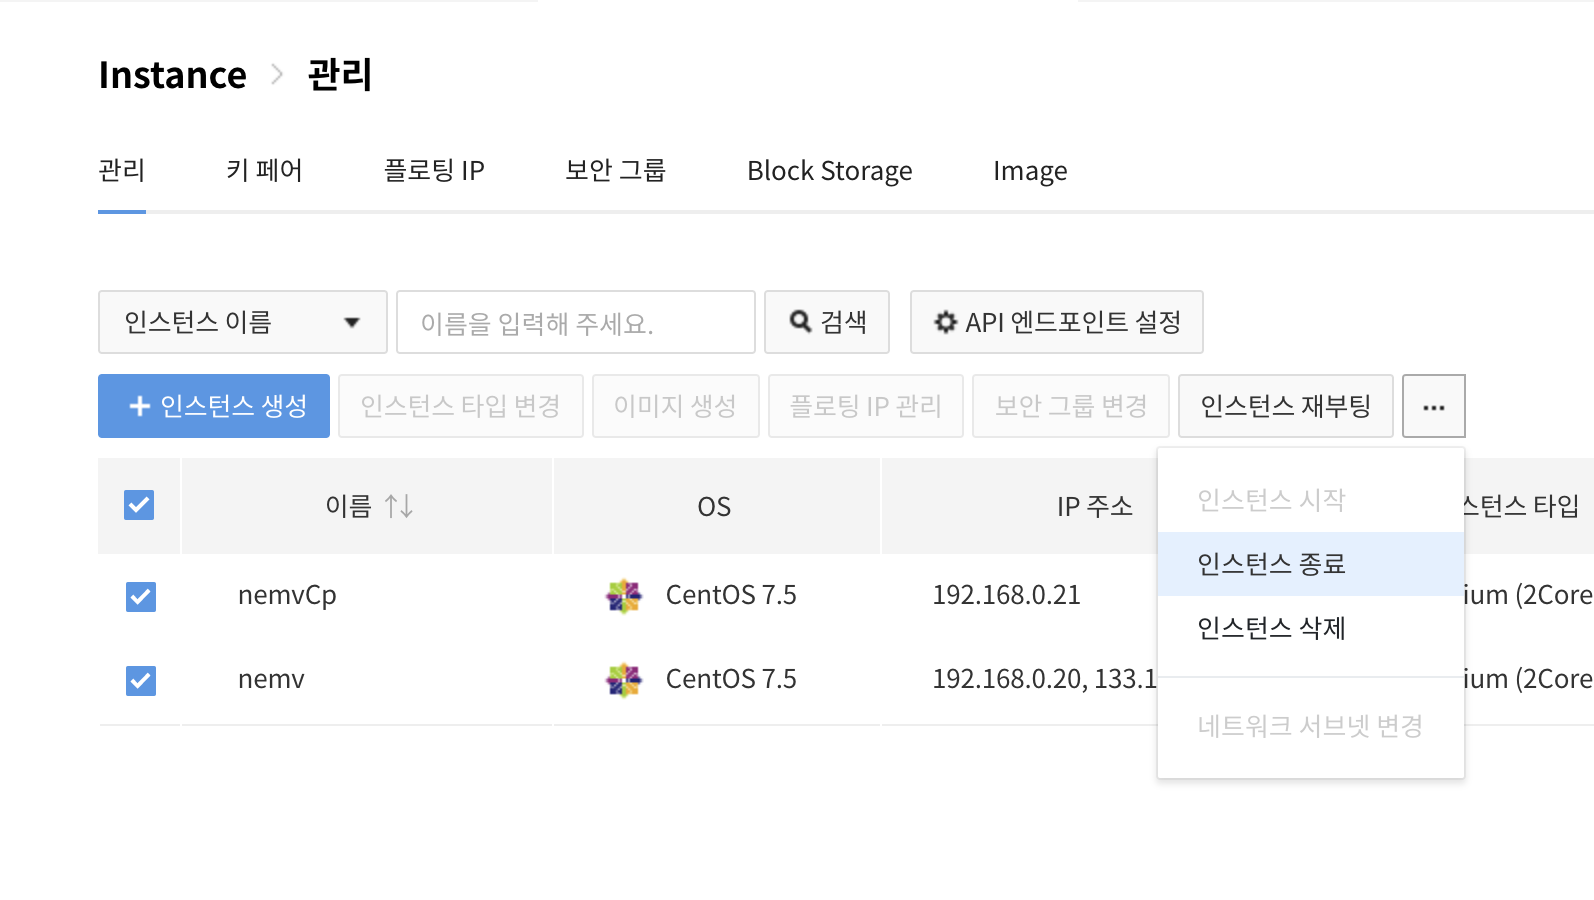 Instance > 관리
관리 키 페어 플로팅 IP 보안 그룹 Block Storage Image
인스턴스 이름 이름을 입력해 주세요. 검색 API 엔드포인트 설정
+ 인스턴스 생성 인스턴스 타입 변경 이미지 생성 플로팅 IP 관리 보안 그룹 변경 인스턴스 재부팅 ...
이름 OS IP 주소 스턴스 타입
nemvCp CentOS 7.5 192.168.0.21 ium (2Core
nemv CentOS 7.5 192.168.0.20, 133.1 ium (2Core
인스턴스 시작
인스턴스 종료
인스턴스 삭제
네트워크 서브넷 변경